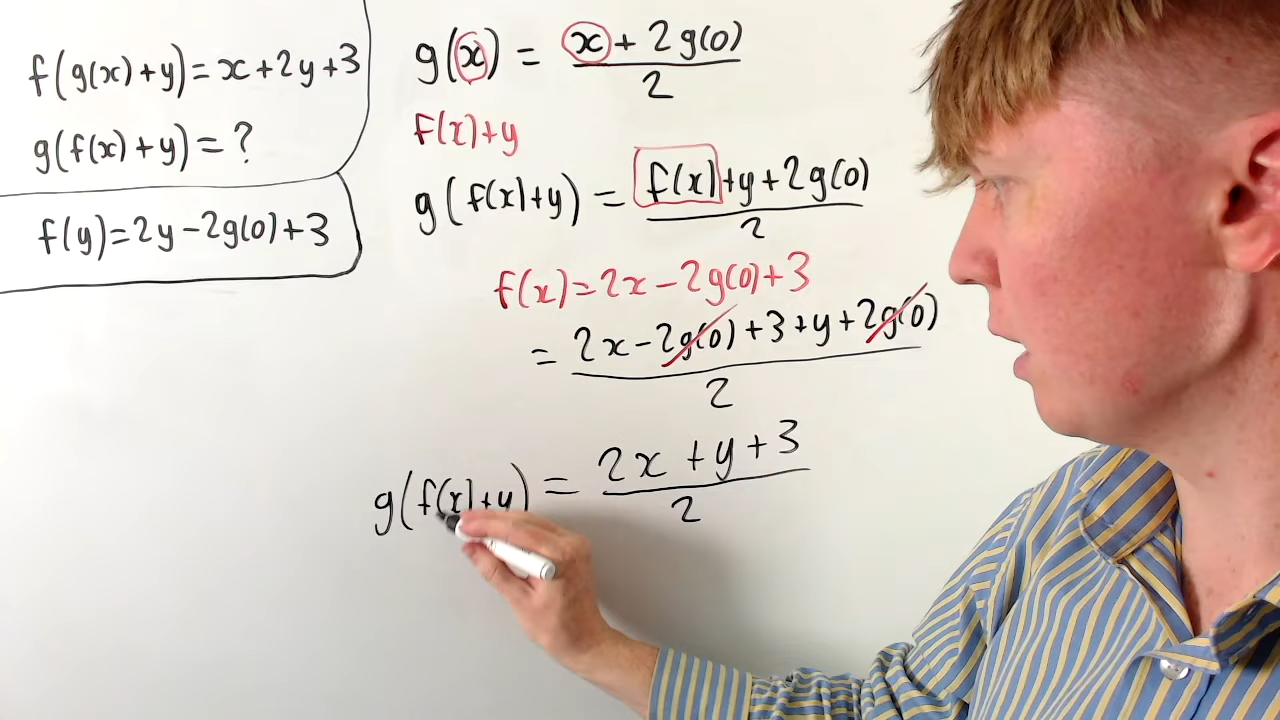 f(g(x)+y)=x+2y+3
g(f(x)+y)=?
f(y)=2y-2g(0)+3
g(x) = x+2g(0)/2
f(x)+y
g(f(x)+y) = f(x)+y+2g(0)/2
f(x)=2x-2g(0)+3
= 2x-2g(0)+3+y+2g(0)/2
g(f(x)+y) = 2x+y+3/2